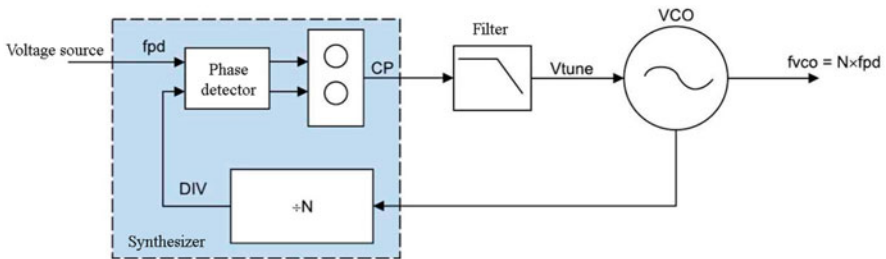 Voltage source
fpd
Phase
detector
CP
Filter
Vtune
VCO
fvco = N×fpd
DIV
÷N
Synthesizer